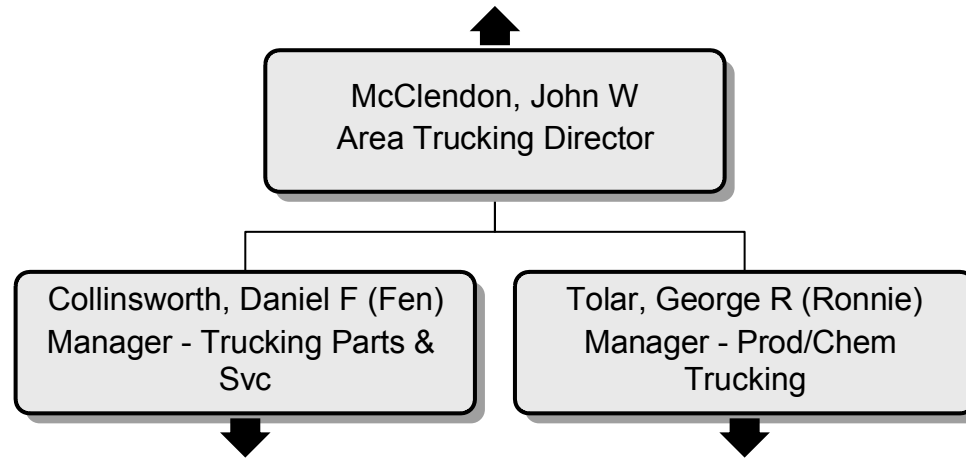 McClendon, John W
Area Trucking Director
Collinsworth, Daniel F (Fen)
Manager - Trucking Parts &
Svc
Tolar, George R (Ronnie)
Manager - Prod/Chem
Trucking